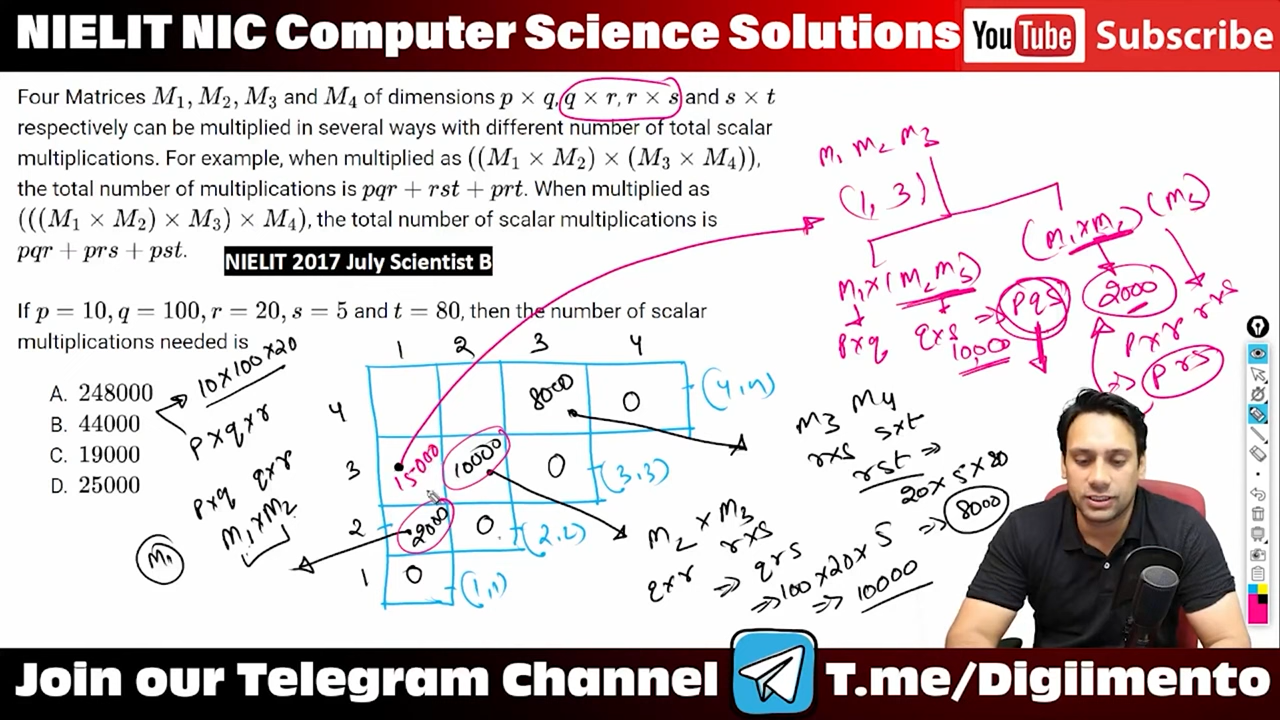 NIELIT NIC Computer Science Solutions
YouTube Subscribe
Four Matrices M₁, M₂, M₃ and M₄ of dimensions p × q, q × r, r × s and s × t
respectively can be multiplied in several ways with different number of total scalar
multiplications. For example, when multiplied as ((M₁ × M₂) × (M₃ × M₄)),
the total number of multiplications is pqr + rst + prt. When multiplied as
(((M₁ × M₂) × M₃) × M₄), the total number of scalar multiplications is
pqr + prs + pst.
NIELIT 2017 July Scientist B
If p = 10, q = 100, r = 20, s = 5 and t = 80, then the number of scalar
multiplications needed is
A. 248000
B. 44000
C. 19000
D. 25000
10×100×20
p×q×r
p×q q×r
M₁×M₂
M₁
1 2 3 4
4 8000 0 (4,4)
3 15000 10000 0 (3,3)
2 2000 0 (2,2)
1 0 (1,1)
M₁ M₂ M₃
(1, 3)
(M₁×M₂) (M₃)
M₁×(M₂M₃)
pqs
2000
p×q q×s
10,000
p×r r×s
prs
M₃ M₄
r×s s×t
rst ⇒
20×5×80
⇒ 8000
M₂ × M₃
q×r r×s
⇒ qrs
⇒ 100×20×5
⇒ 10000
Join our Telegram Channel
T.me/Digiimento